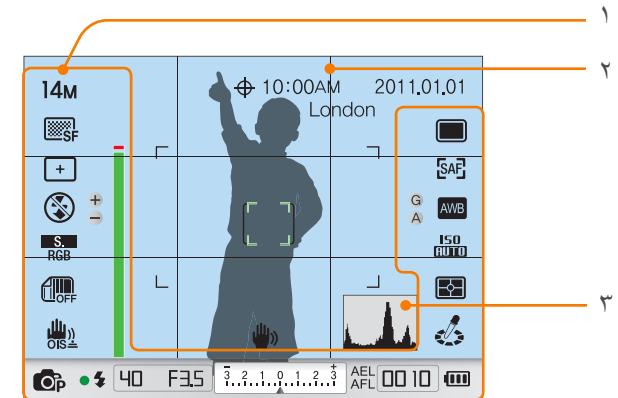 ١
٢
14M
10:00AM 2011.01.01
London
SF
SAF
G
A
AWB
S.
RGB
ISO
AUTO
OFF
OIS
٣
P 40 F3.5 3 2 1 0 1 2 3 AEL
AFL 0010